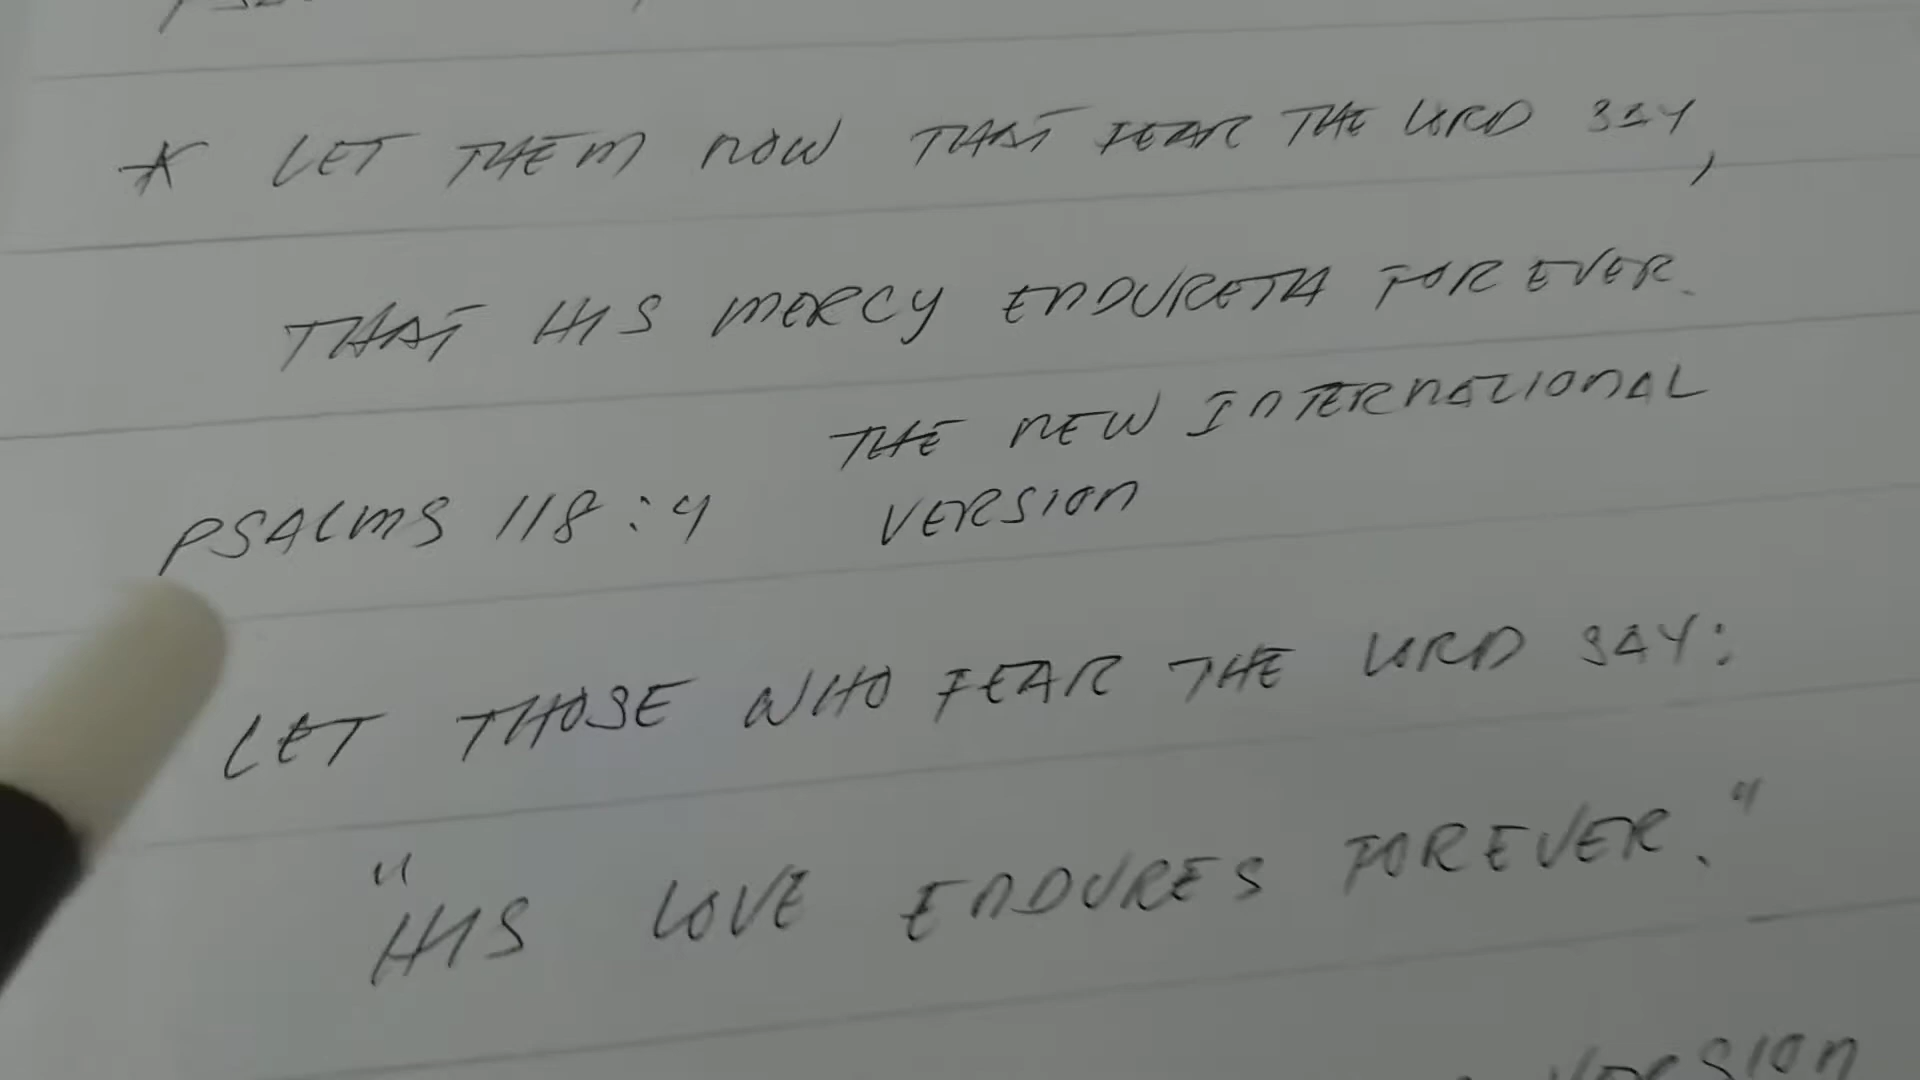 * LET THEM NOW THAT FEAR THE LORD SAY,
THAT HIS MERCY ENDURETH FOR EVER.
THE NEW INTERNATIONAL
PSALMS 118:4 VERSION
LET THOSE WHO FEAR THE LORD SAY:
"HIS LOVE ENDURES FOREVER."
VERSION